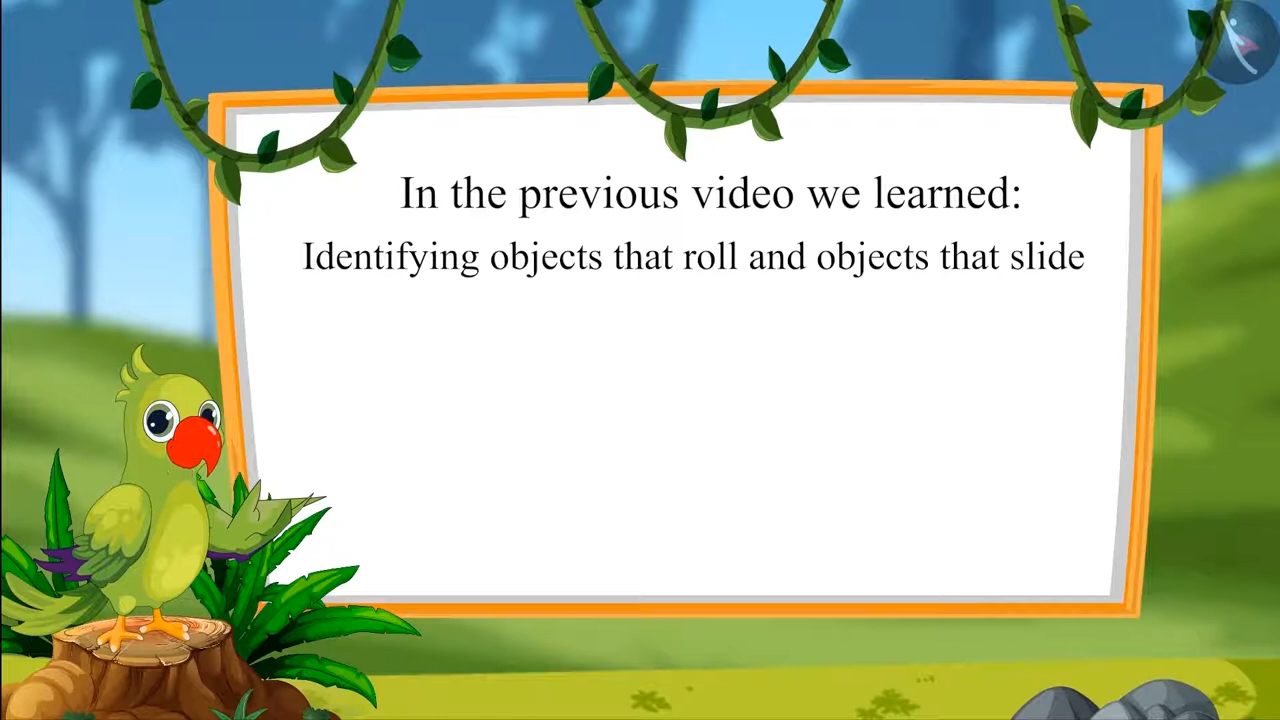 In the previous video we learned:
Identifying objects that roll and objects that slide